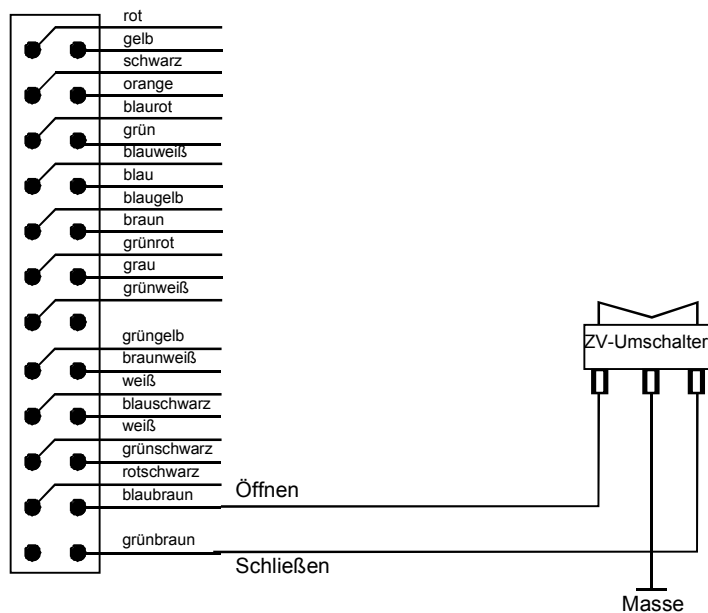 rot
gelb
schwarz
orange
blaurot
grün
blauweiß
blau
blaugelb
braun
grünrot
grau
grünweiß
ZV-Umschalter
grüngelb
braunweiß
weiß
blauschwarz
weiß
grünschwarz
rotschwarz
blaubraun
Öffnen
grünbraun
Schließen
Masse